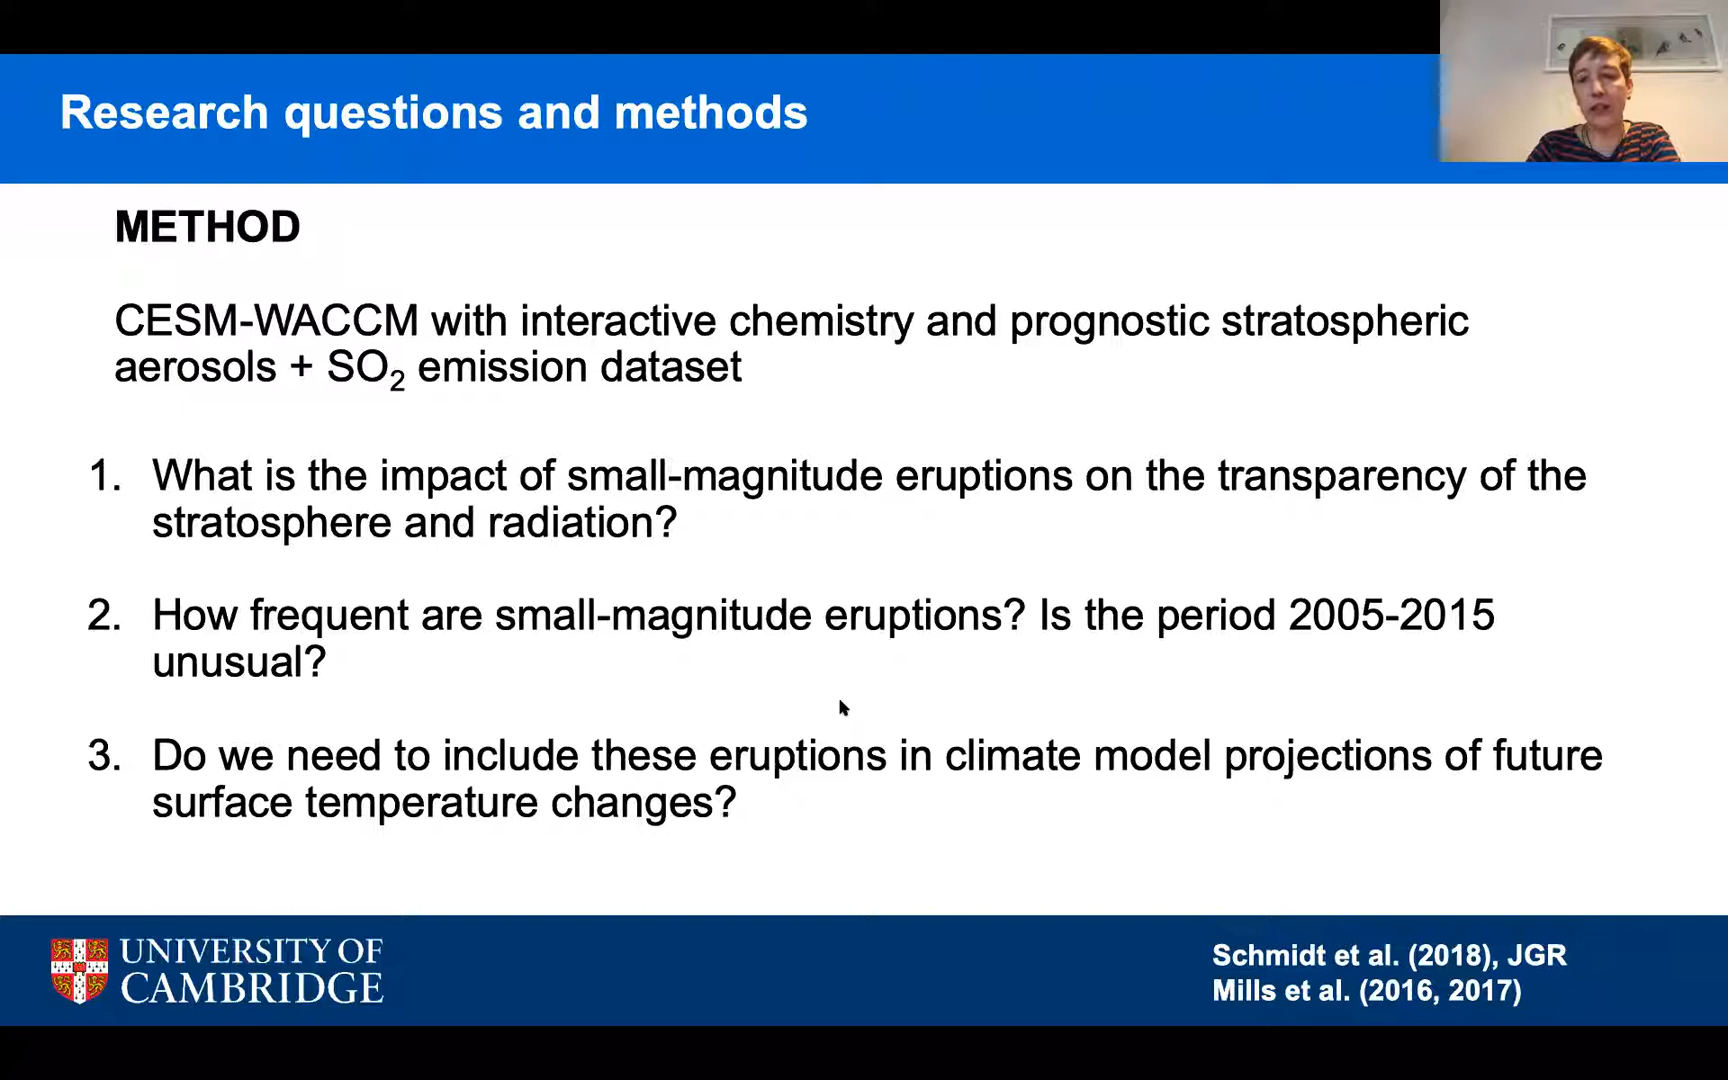 Research questions and methods
METHOD
CESM-WACCM with interactive chemistry and prognostic stratospheric
aerosols + SO₂ emission dataset
1. What is the impact of small-magnitude eruptions on the transparency of the
stratosphere and radiation?
2. How frequent are small-magnitude eruptions? Is the period 2005-2015
unusual?
3. Do we need to include these eruptions in climate model projections of future
surface temperature changes?
UNIVERSITY OF
CAMBRIDGE
Schmidt et al. (2018), JGR
Mills et al. (2016, 2017)